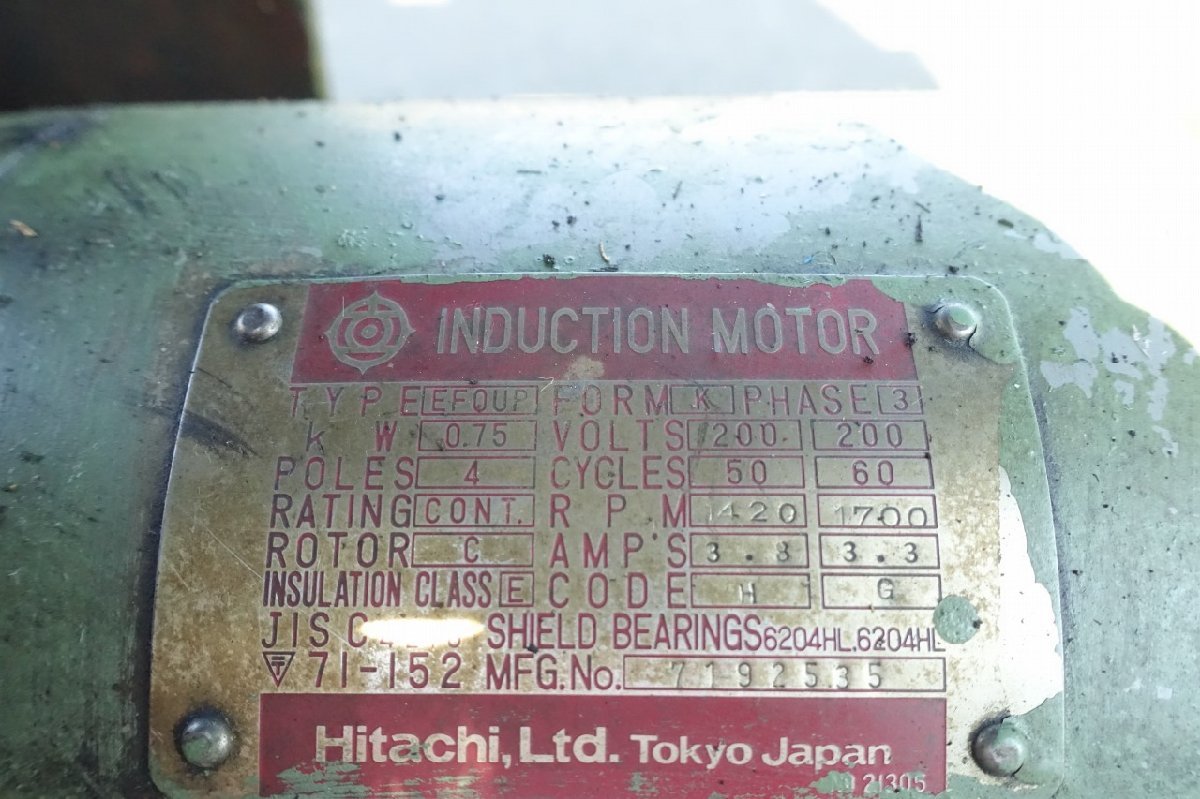 INDUCTION MOTOR
TYPE EFOUP FORM K PHASE 3
kW 0.75 VOLTS 200 200
POLES 4 CYCLES 50 60
RATING CONT. RPM 1420 1700
ROTOR C AMP'S 3.8 3.3
INSULATION CLASS E CODE H G
JIS SHIELD BEARINGS 6204HL.6204HL
71-152 MFG.No. 7192535
Hitachi, Ltd. Tokyo Japan
21305